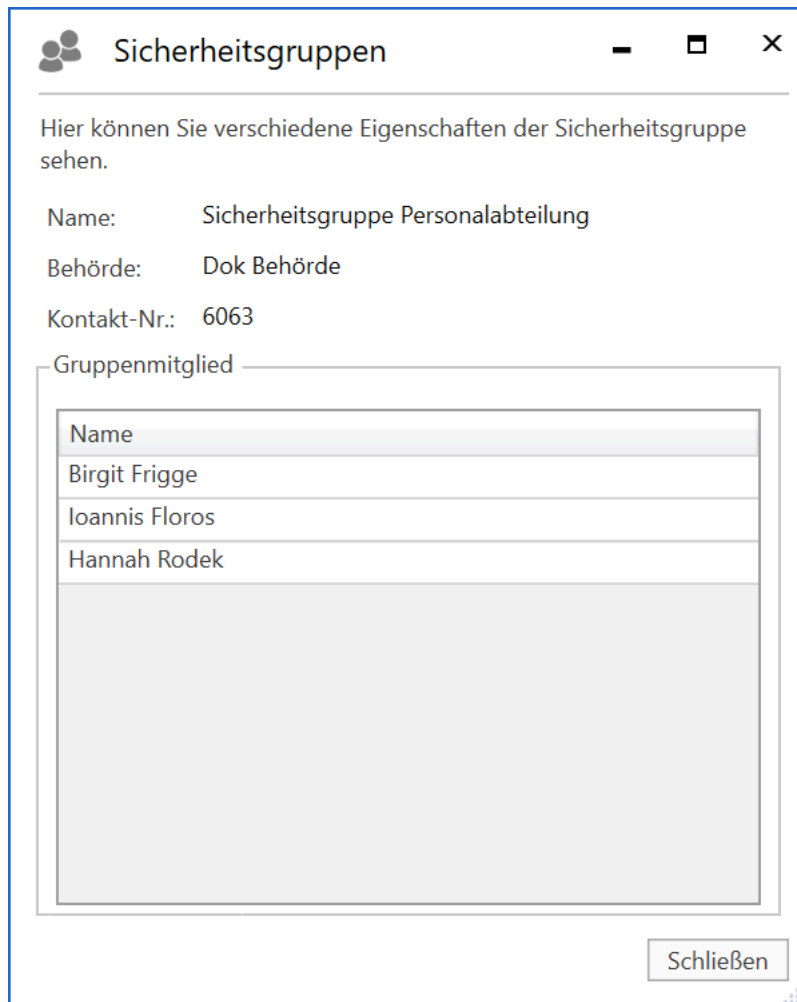 Sicherheitsgruppen
Hier können Sie verschiedene Eigenschaften der Sicherheitsgruppe
sehen.
Name: Sicherheitsgruppe Personalabteilung
Behörde: Dok Behörde
Kontakt-Nr.: 6063
Gruppenmitglied
Name
Birgit Frigge
Ioannis Floros
Hannah Rodek
Schließen